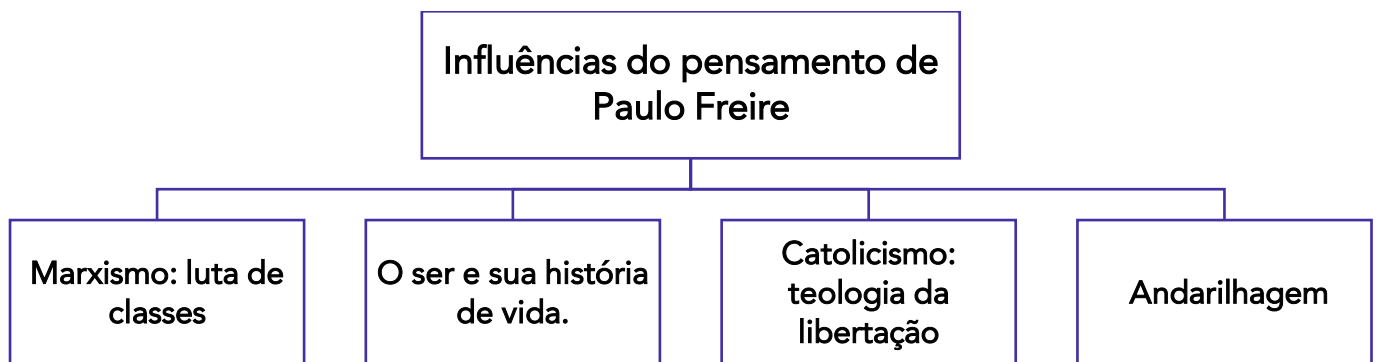 Influências do pensamento de
Paulo Freire
Marxismo: luta de
classes
O ser e sua história
de vida.
Catolicismo:
teologia da
libertação
Andarilhagem